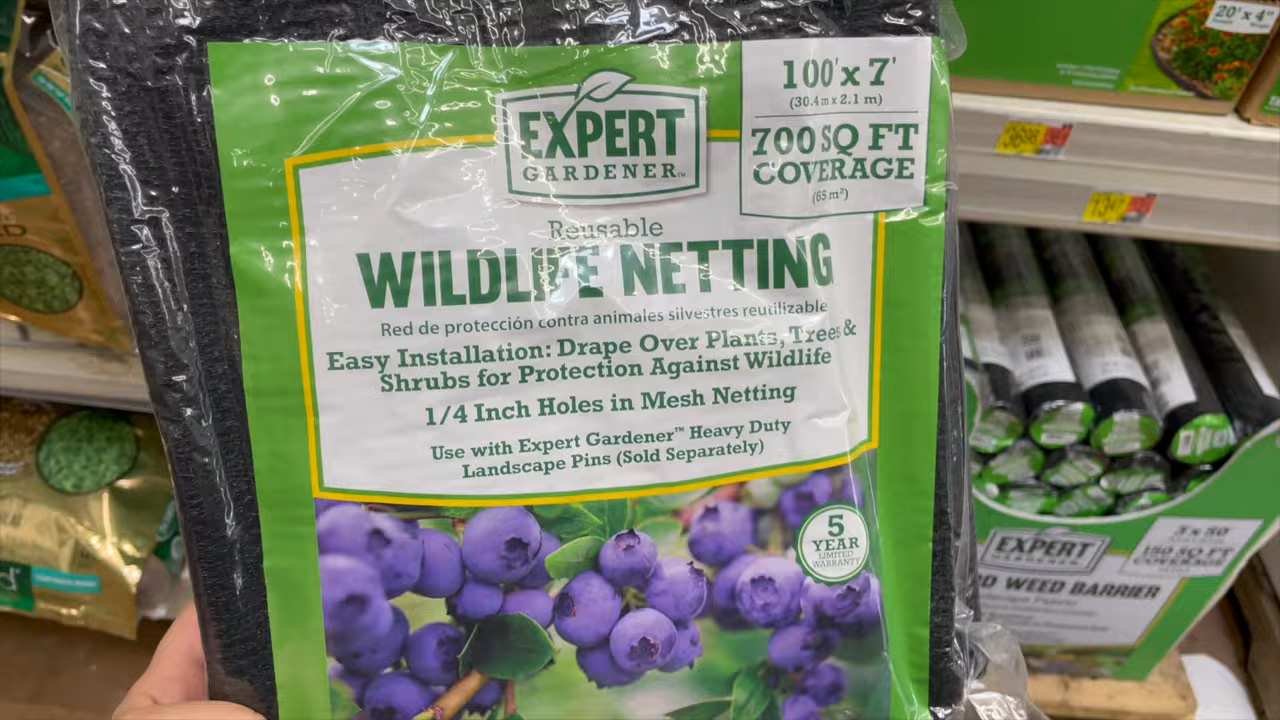 EXPERT
GARDENER™
100' x 7'
(30.4 m x 2.1 m)
700 SQ FT
COVERAGE
(65 m²)
Reusable
WILDLIFE NETTING
Red de protección contra animales silvestres reutilizable
Easy Installation: Drape Over Plants, Trees &
Shrubs for Protection Against Wildlife
1/4 Inch Holes in Mesh Netting
Use with Expert Gardener™ Heavy Duty
Landscape Pins (Sold Separately)
5
YEAR
LIMITED
WARRANTY
20' x 4"
EXPERT
3 x 50
150 SQ FT
COVERAGE
WEED BARRIER